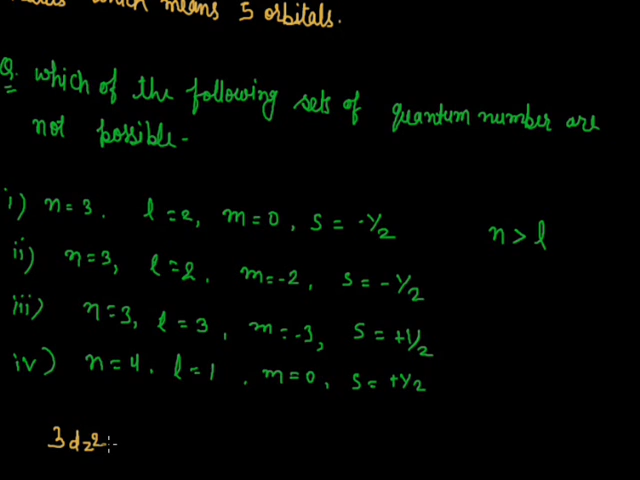 which means 5 orbitals.
Q. which of the following sets of quantum number are
not possible-
i) n=3. l=2, m=0, S=-1/2 n>l
ii) n=3, l=2. m=-2, s=-1/2
iii) n=3, l=3, m=-3, s=+1/2
iv) n=4. l=1, m=0, s=+1/2
3dz2